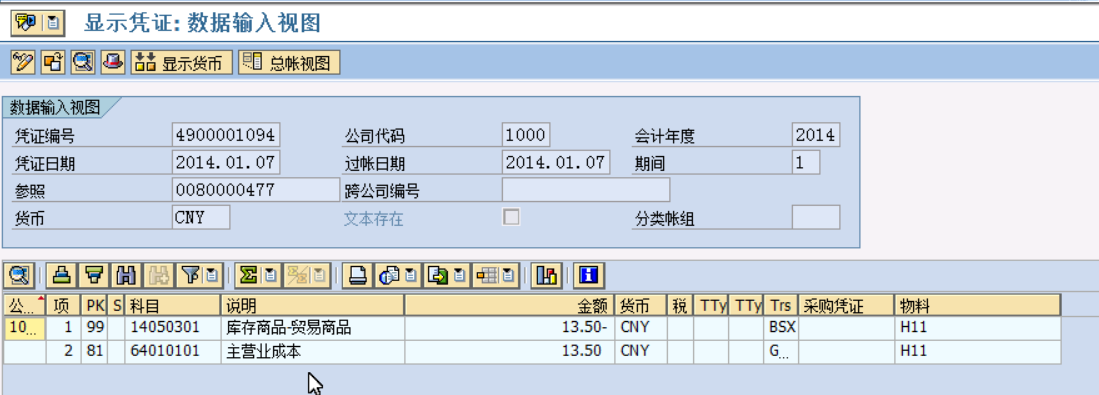 显示凭证: 数据输入视图
显示货币 总帐视图
数据输入视图
凭证编号 4900001094 公司代码 1000 会计年度 2014
凭证日期 2014.01.07 过帐日期 2014.01.07 期间 1
参照 0080000477 跨公司编号
货币 CNY 文本存在 分类帐组
公... 项 PK S 科目 说明 金额 货币 税 TTy TTy Trs 采购凭证 物料
10... 1 99 14050301 库存商品-贸易商品 13.50- CNY BSX H11
2 81 64010101 主营业成本 13.50 CNY G... H11